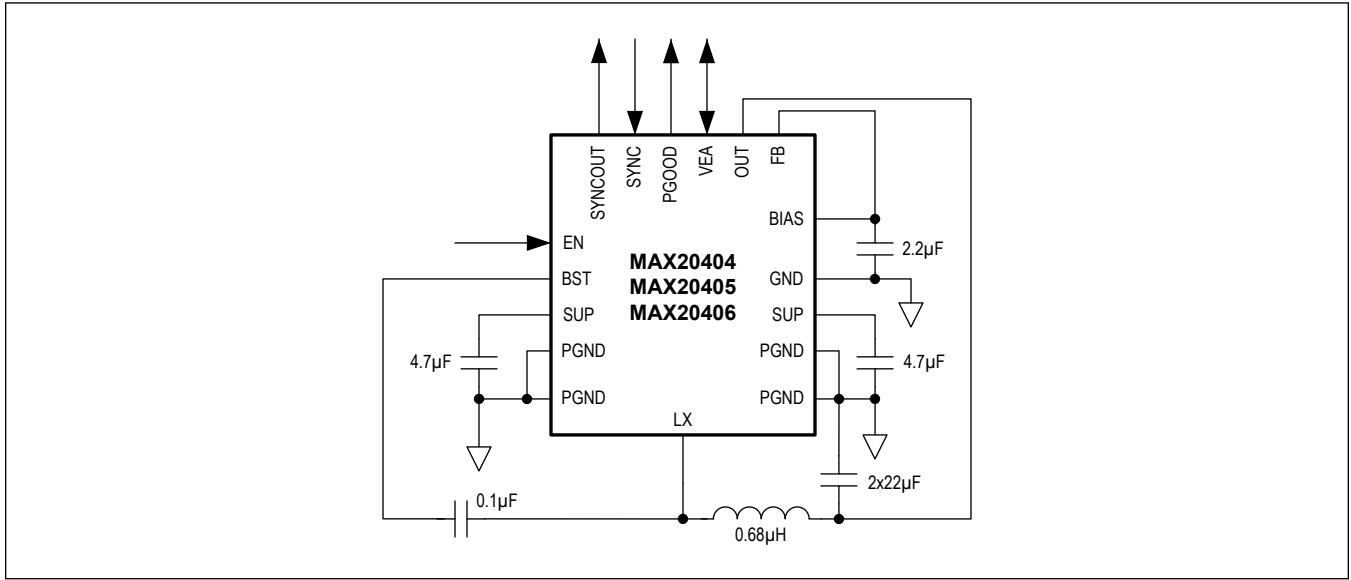 SYNCOUT
SYNC
PGOOD
VEA
OUT
FB
EN
BST
SUP
PGND
PGND
MAX20404
MAX20405
MAX20406
BIAS
GND
SUP
PGND
PGND
LX
2.2µF
4.7µF
4.7µF
2x22µF
0.1µF
0.68µH